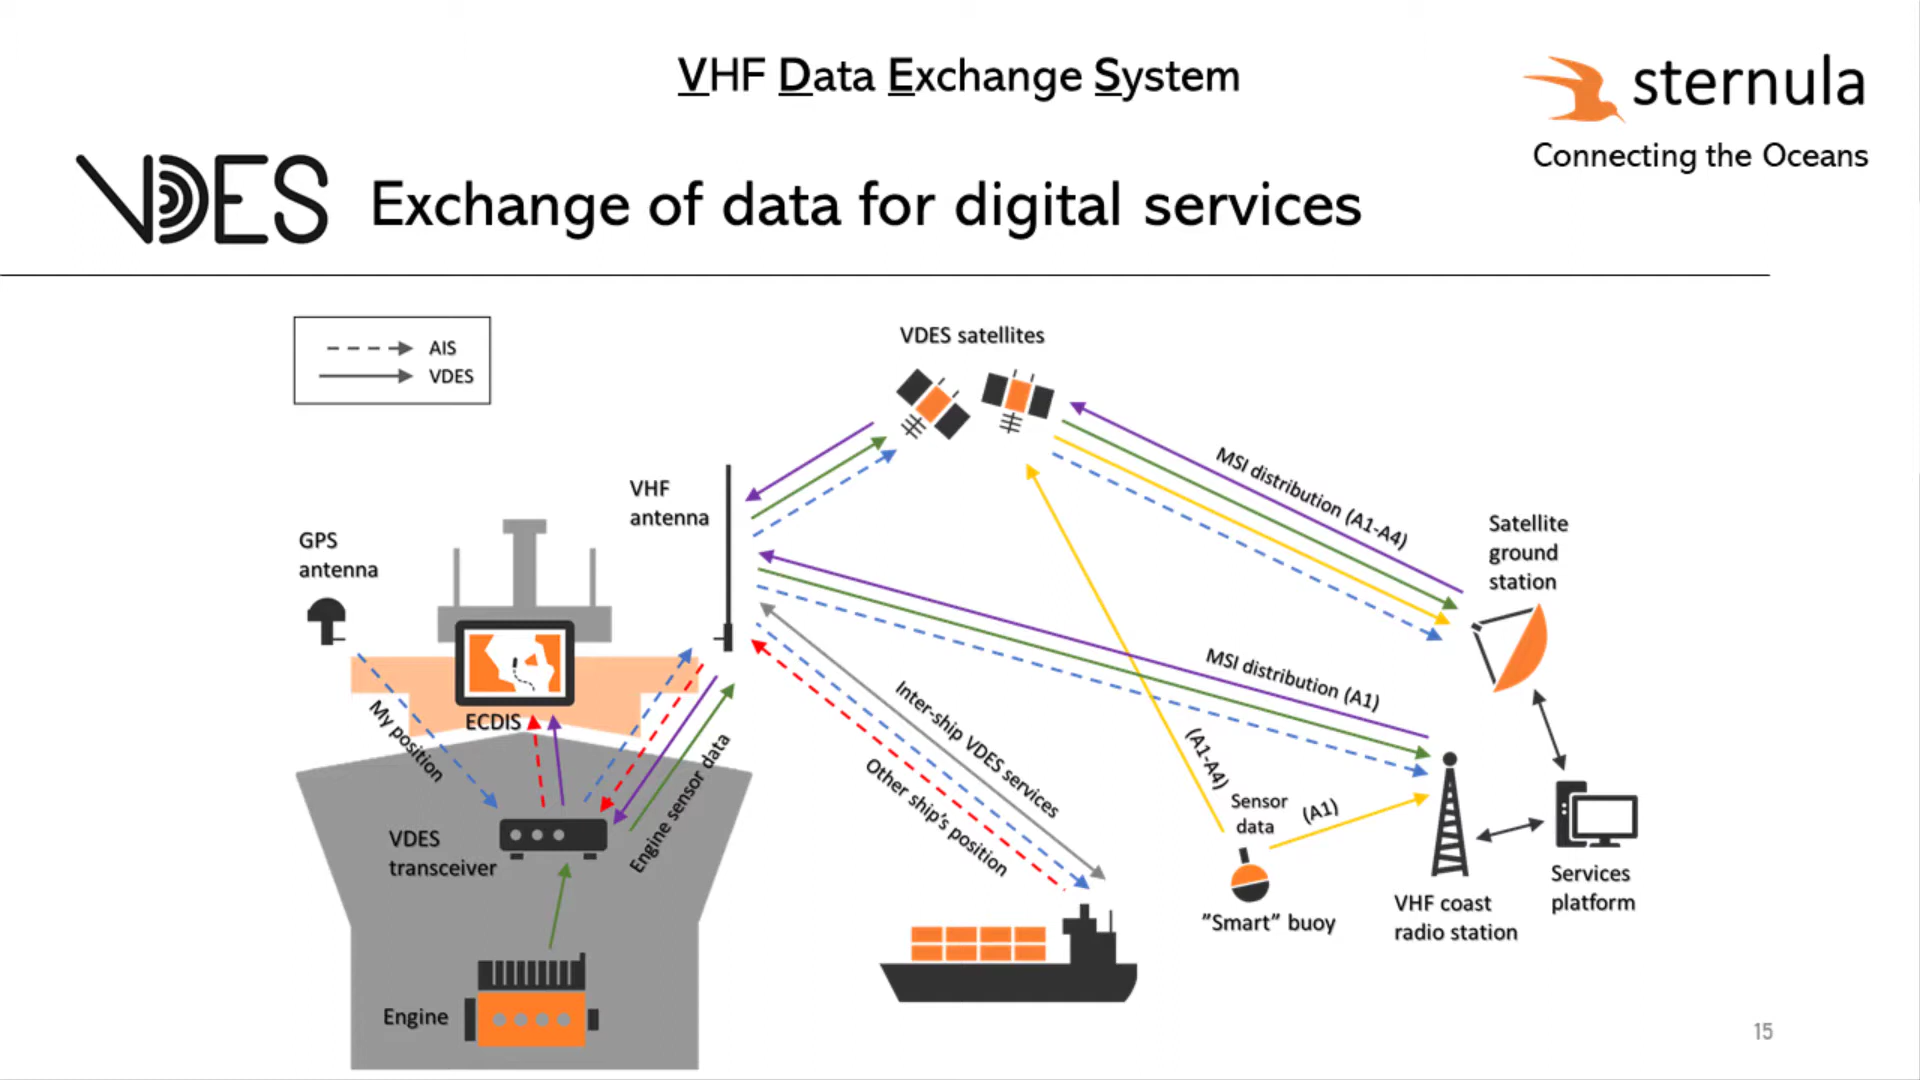 VHF Data Exchange System
sternula
Connecting the Oceans
VDES
Exchange of data for digital services
AIS
VDES
VDES satellites
VHF
antenna
GPS
antenna
MSI distribution (A1-A4)
Satellite
ground
station
ECDIS
My position
Engine sensor data
VDES
transceiver
Engine
MSI distribution (A1)
Inter-ship VDES services
Other ship's position
(A1-A4)
Sensor
data
(A1)
”Smart” buoy
VHF coast
radio station
Services
platform
15